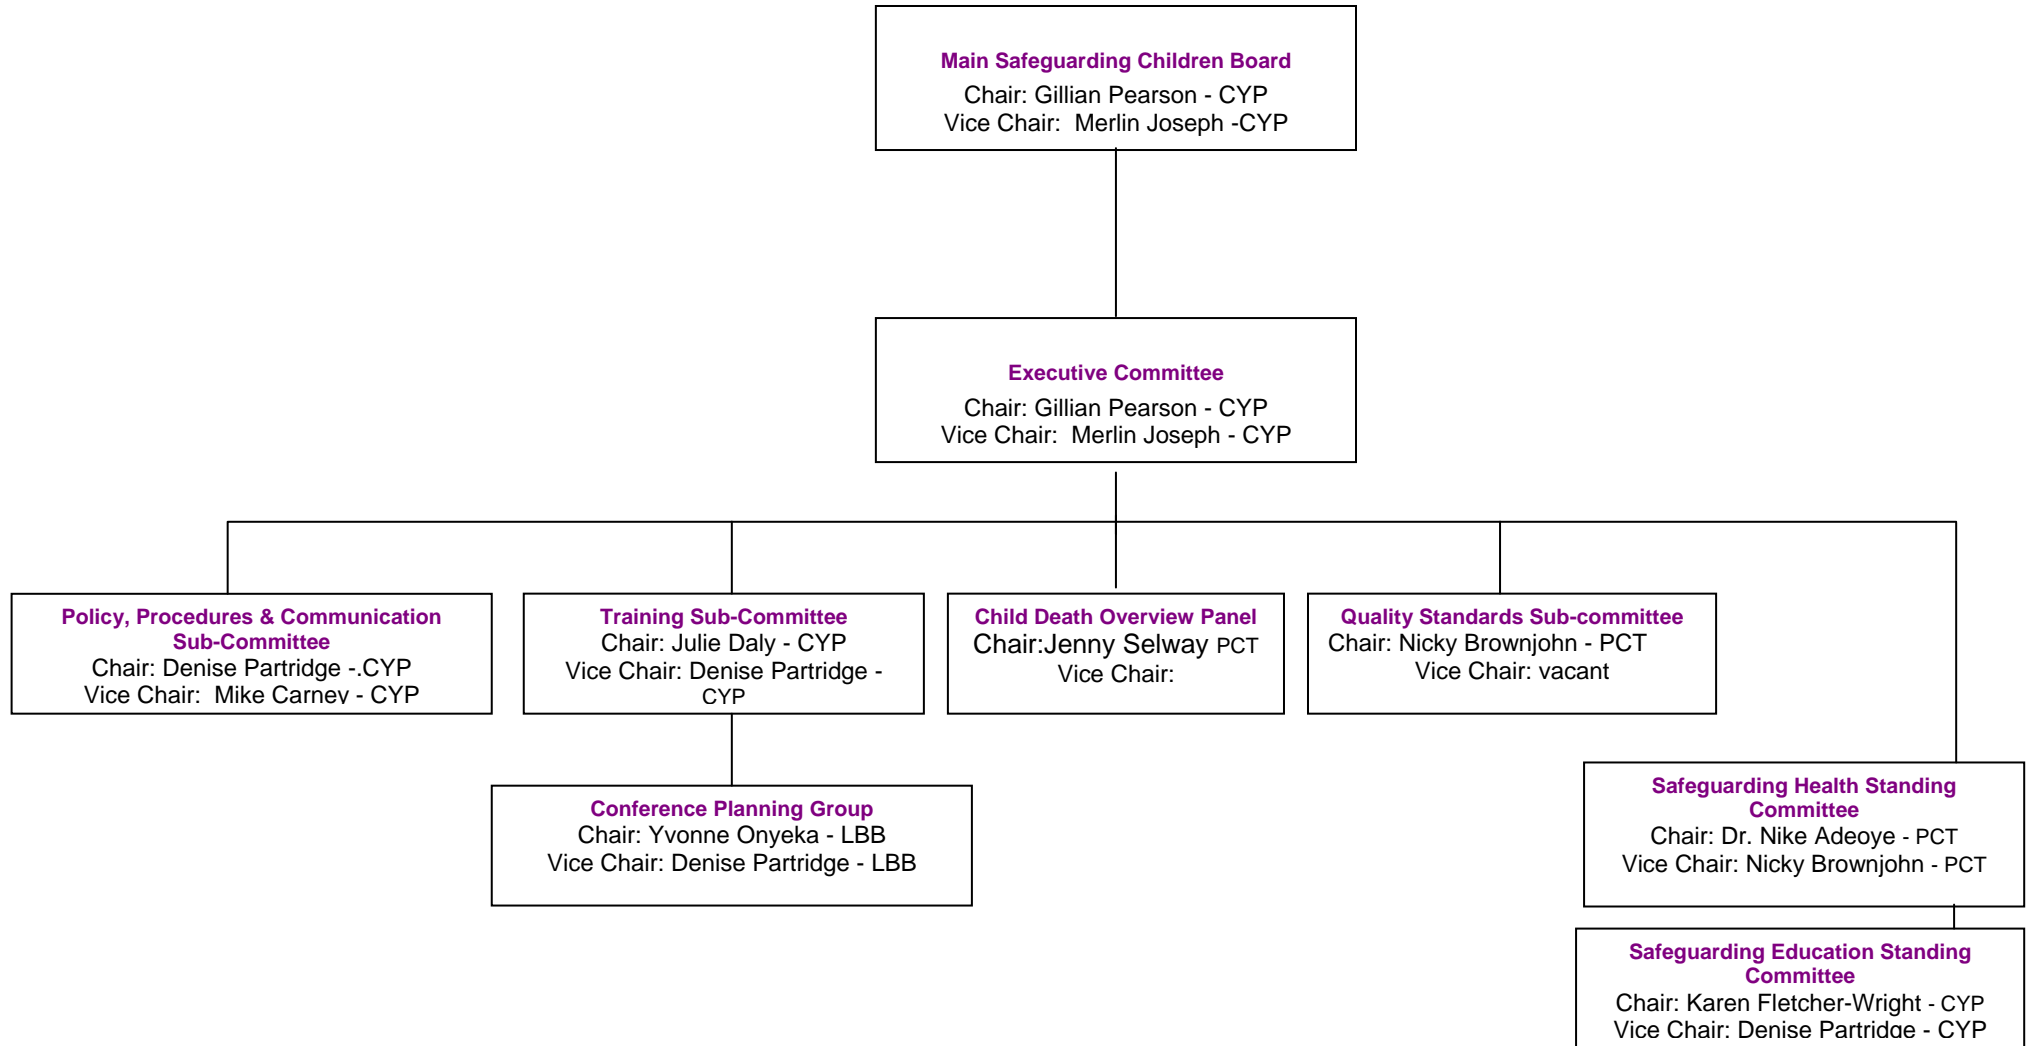 Main Safeguarding Children Board
Chair: Gillian Pearson - CYP
Vice Chair:  Merlin Joseph -CYP
Executive Committee
Chair: Gillian Pearson - CYP
Vice Chair:  Merlin Joseph - CYP
Policy, Procedures & Communication
Sub-Committee
Chair: Denise Partridge -.CYP
Vice Chair:  Mike Carney - CYP
Training Sub-Committee
Chair: Julie Daly - CYP
Vice Chair: Denise Partridge -
CYP
Child Death Overview Panel
Chair:Jenny Selway PCT
Vice Chair:
Quality Standards Sub-committee
Chair: Nicky Brownjohn - PCT
Vice Chair: vacant
Conference Planning Group
Chair: Yvonne Onyeka - LBB
Vice Chair: Denise Partridge - LBB
Safeguarding Health Standing
Committee
Chair: Dr. Nike Adeoye - PCT
Vice Chair: Nicky Brownjohn - PCT
Safeguarding Education Standing
Committee
Chair: Karen Fletcher-Wright - CYP
Vice Chair: Denise Partridge - CYP